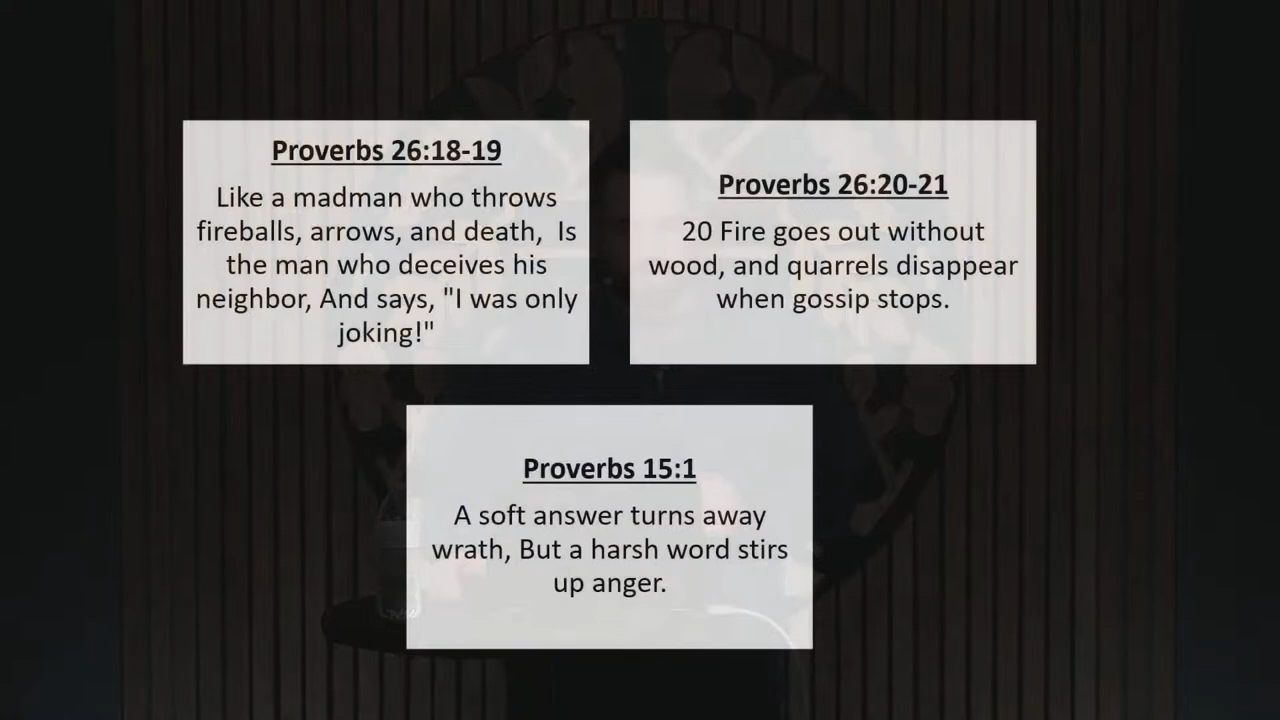 Proverbs 26:18-19
Like a madman who throws
fireballs, arrows, and death,  Is
the man who deceives his
neighbor, And says, "I was only
joking!"
Proverbs 26:20-21
20 Fire goes out without
wood, and quarrels disappear
when gossip stops.
Proverbs 15:1
A soft answer turns away
wrath, But a harsh word stirs
up anger.